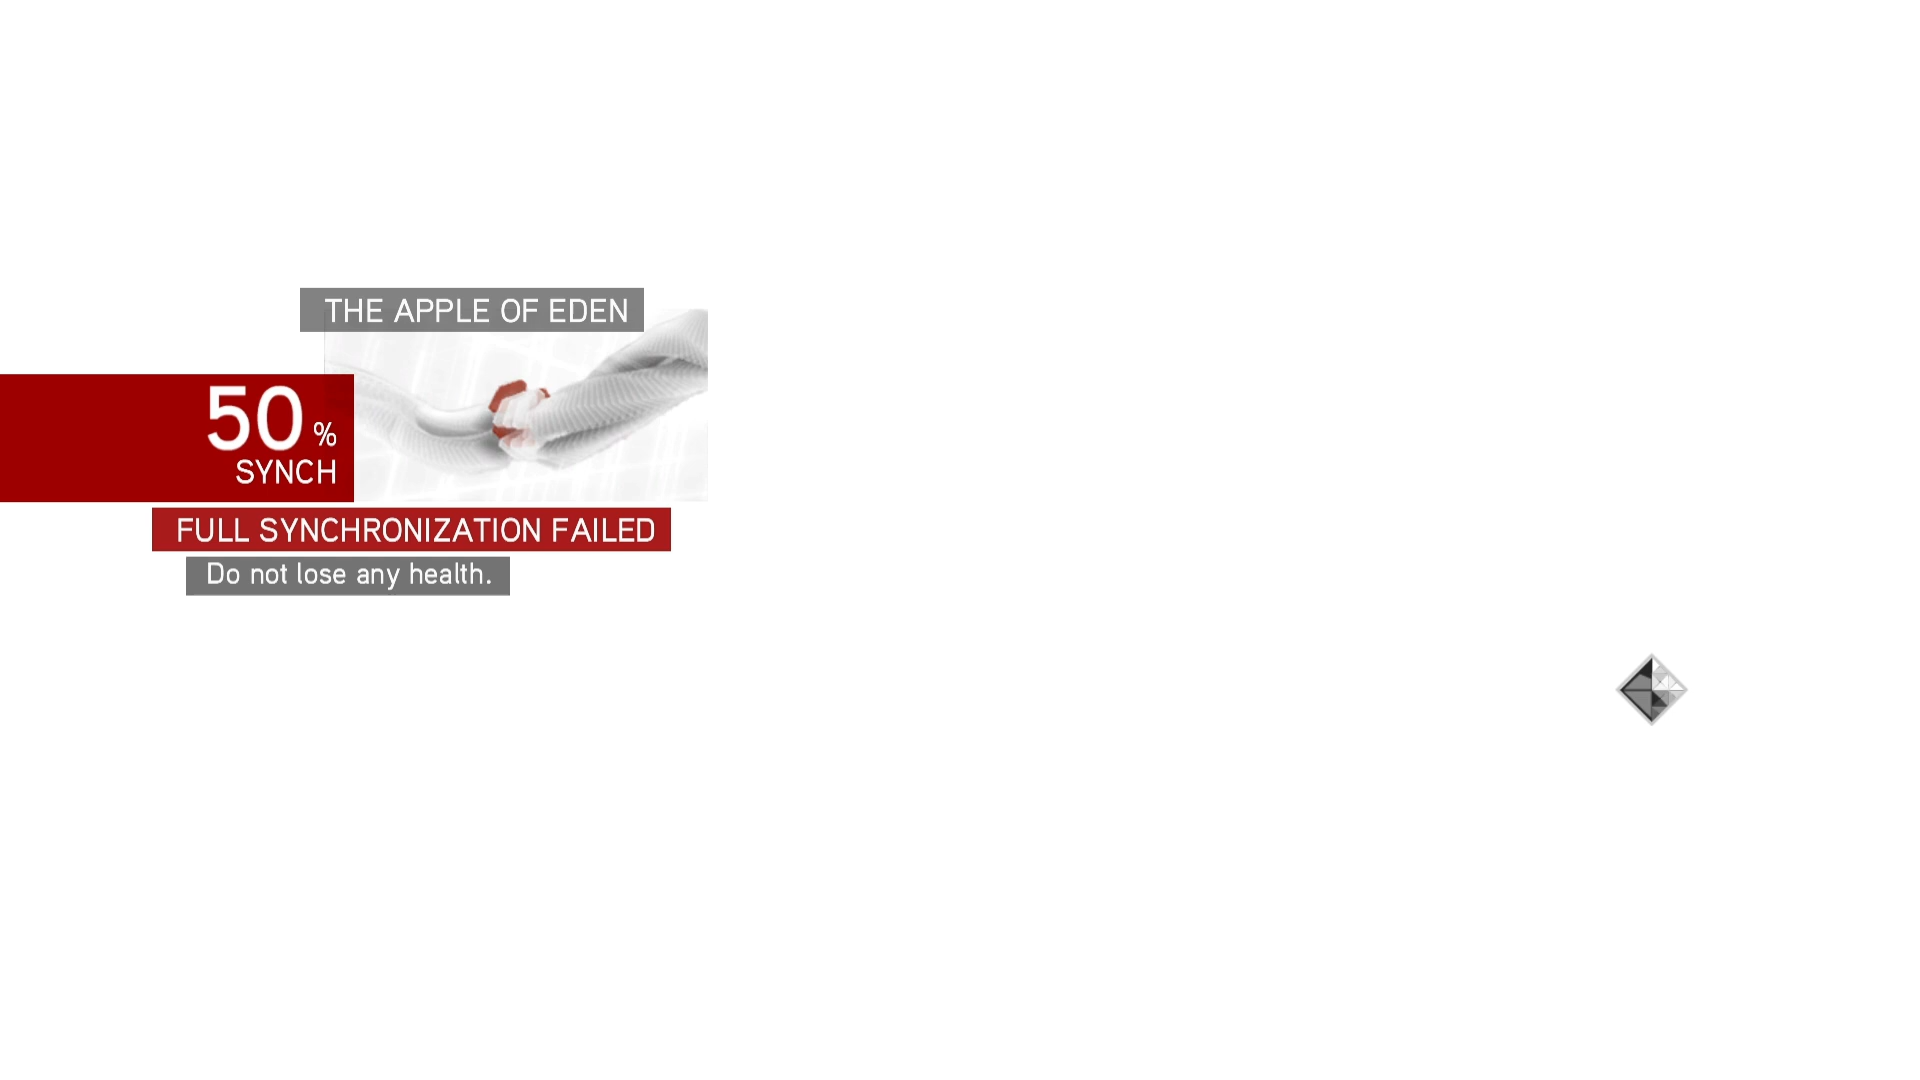 THE APPLE OF EDEN
50 %
SYNCH
FULL SYNCHRONIZATION FAILED
Do not lose any health.